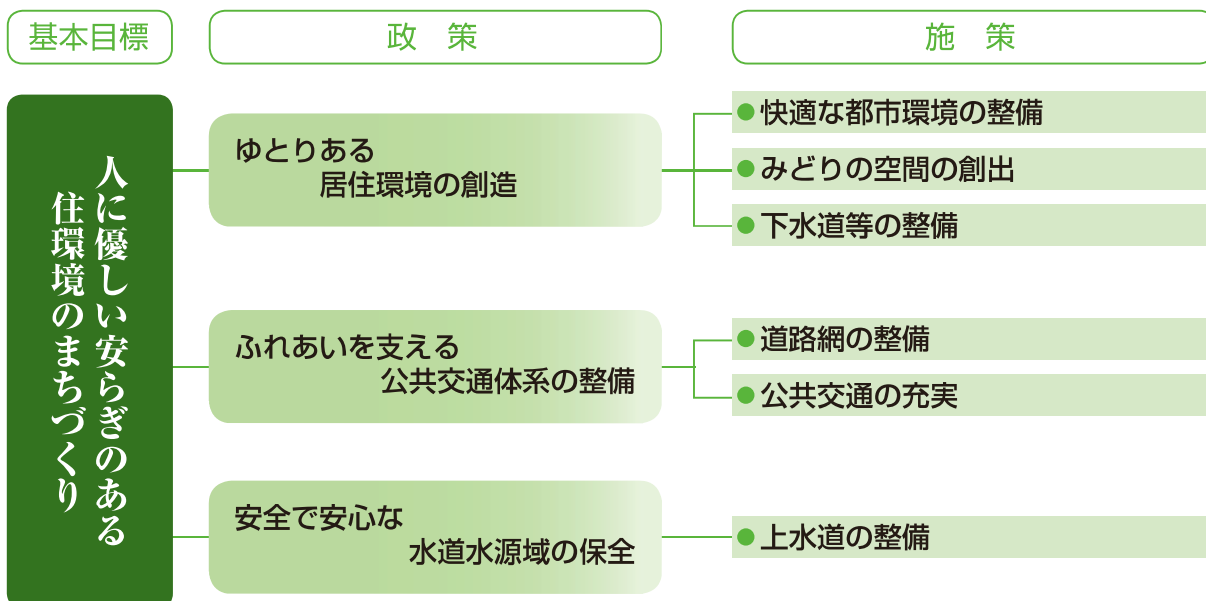 基本目標
政　策
施　策
人に優しい安らぎのある
住環境のまちづくり
ゆとりある
居住環境の創造
●快適な都市環境の整備
●みどりの空間の創出
●下水道等の整備
ふれあいを支える
公共交通体系の整備
●道路網の整備
●公共交通の充実
安全で安心な
水道水源域の保全
●上水道の整備